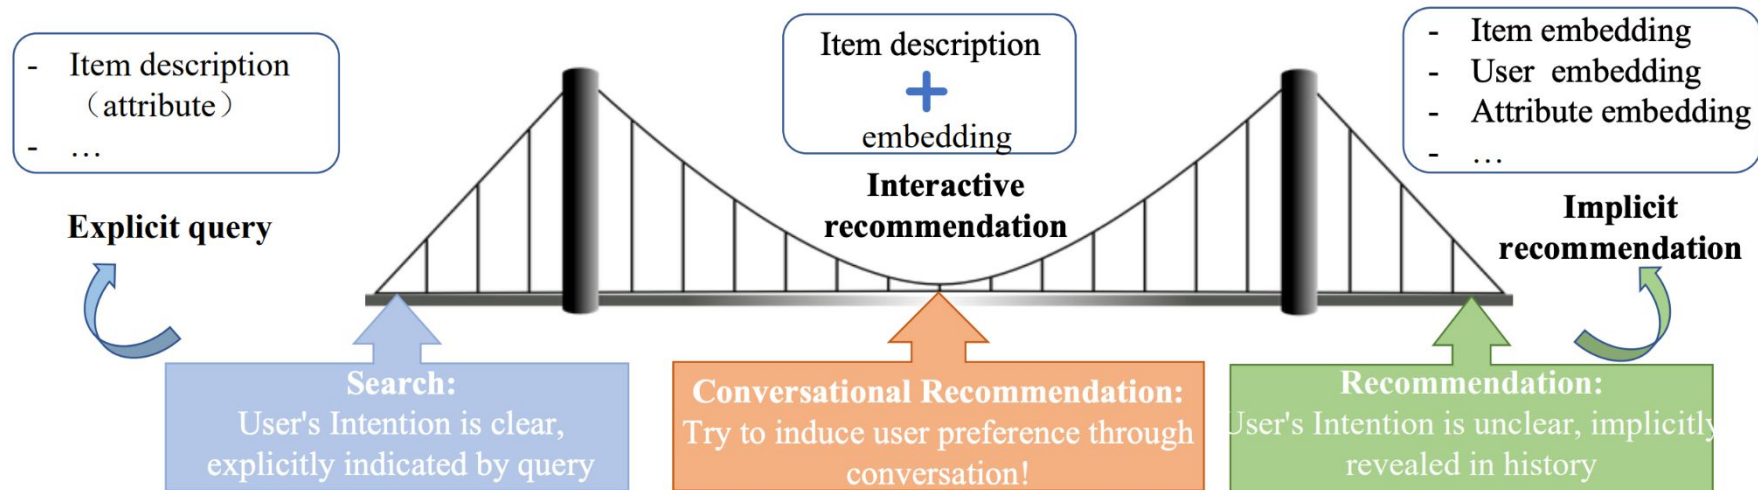 - Item description
（attribute）
- …
Explicit query
Search:
User's Intention is clear,
explicitly indicated by query
Item description
+
embedding
Interactive
recommendation
Conversational Recommendation:
Try to induce user preference through
conversation!
- Item embedding
- User embedding
- Attribute embedding
- …
Implicit
recommendation
Recommendation:
User's Intention is unclear, implicitly
revealed in history